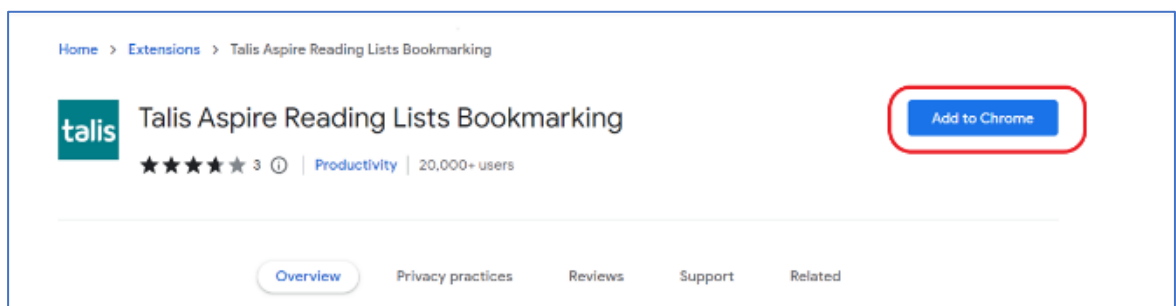 Home > Extensions > Talis Aspire Reading Lists Bookmarking
talis
Talis Aspire Reading Lists Bookmarking
Add to Chrome
3 | Productivity | 20,000+ users
Overview Privacy practices Reviews Support Related